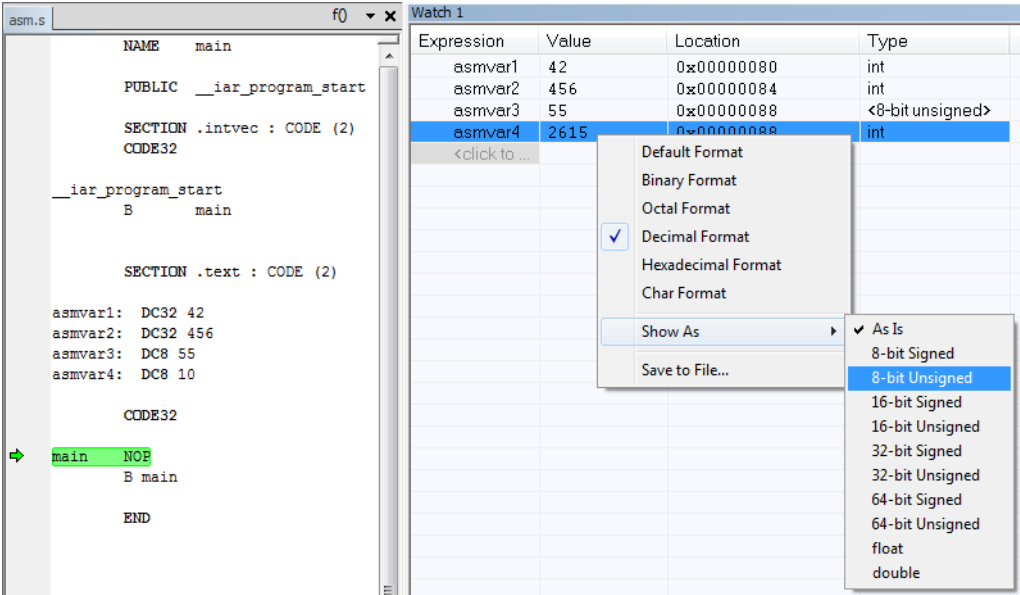 asm.s
f()
NAME main
PUBLIC __iar_program_start
SECTION .intvec : CODE (2)
CODE32
__iar_program_start
B main
SECTION .text : CODE (2)
asmvar1: DC32 42
asmvar2: DC32 456
asmvar3: DC8 55
asmvar4: DC8 10
CODE32
main NOP
B main
END
Watch 1
Expression Value Location Type
asmvar1 42 0x00000080 int
asmvar2 456 0x00000084 int
asmvar3 55 0x00000088 <8-bit unsigned>
asmvar4 2615 0x00000088 int
<click to ...
Default Format
Binary Format
Octal Format
Decimal Format
Hexadecimal Format
Char Format
Show As
Save to File...
As Is
8-bit Signed
8-bit Unsigned
16-bit Signed
16-bit Unsigned
32-bit Signed
32-bit Unsigned
64-bit Signed
64-bit Unsigned
float
double